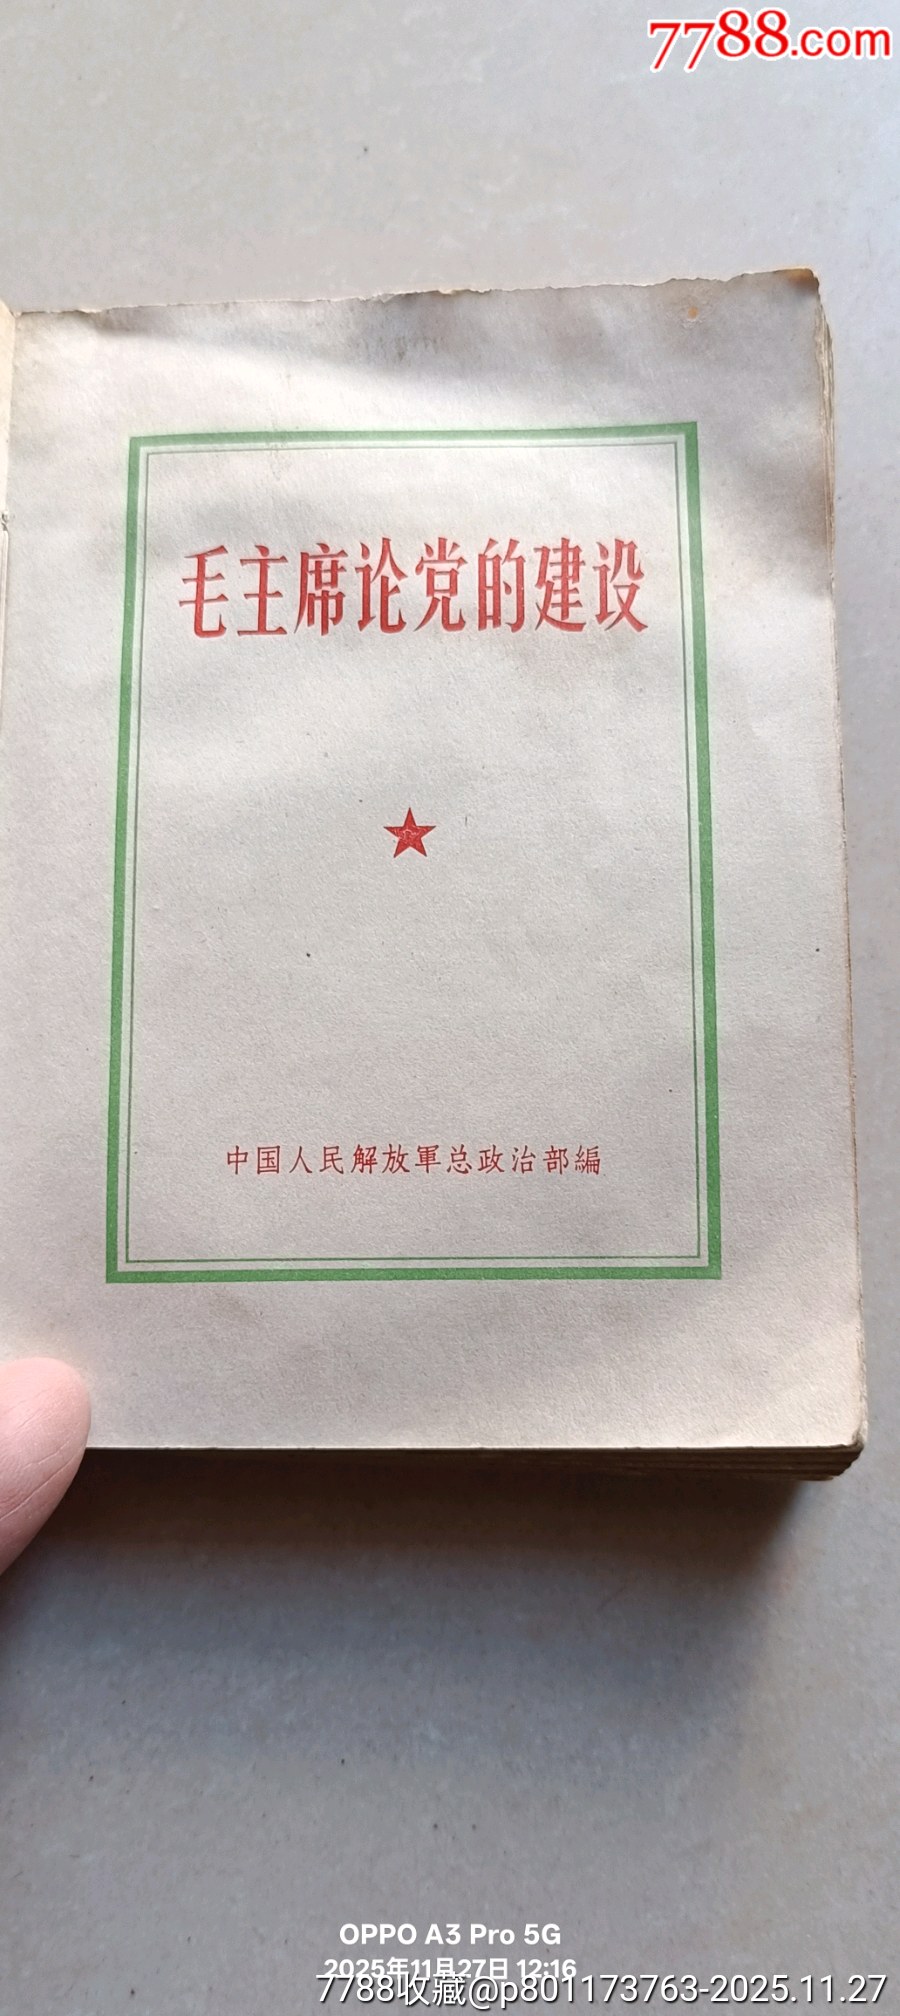 7788.com
毛主席论党的建设
中国人民解放軍总政治部編
OPPO A3 Pro 5G
2025年11月27日 12:16
7788收藏@p801173763-2025.11.27